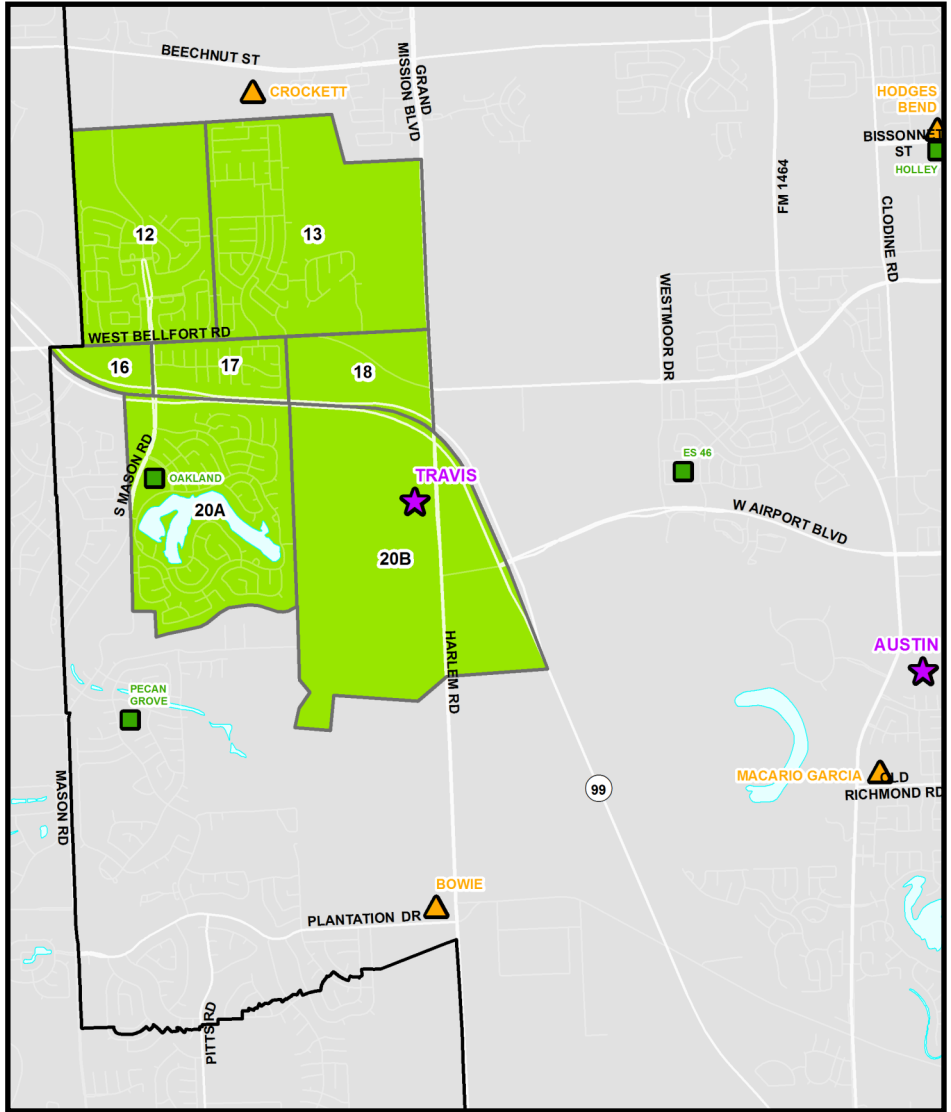 BEECHNUT ST
GRAND
MISSION BLVD
CROCKETT
HODGES
BEND
BISSONNET
ST
HOLLEY
FM 1464
CLODINE RD
12
13
WESTMOOR DR
WEST BELLFORT RD
16
17
18
S MASON RD
OAKLAND
TRAVIS
ES 46
20A
W AIRPORT BLVD
20B
HARLEM RD
AUSTIN
PECAN
GROVE
MASON RD
99
MACARIO GARCIA
OLD
RICHMOND RD
BOWIE
PLANTATION DR
PITTS RD